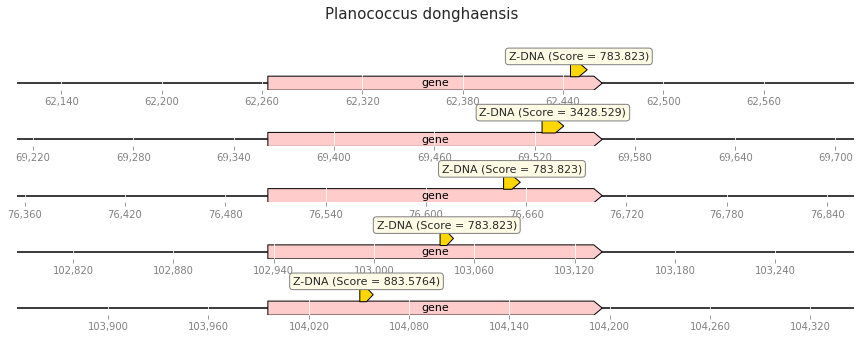 Planococcus donghaensis
Z-DNA (Score = 783.823)
gene
62,140 62,200 62,260 62,320 62,380 62,440 62,500 62,560
Z-DNA (Score = 3428.529)
gene
69,220 69,280 69,340 69,400 69,460 69,520 69,580 69,640 69,700
Z-DNA (Score = 783.823)
gene
76,360 76,420 76,480 76,540 76,600 76,660 76,720 76,780 76,840
Z-DNA (Score = 783.823)
gene
102,820 102,880 102,940 103,000 103,060 103,120 103,180 103,240
Z-DNA (Score = 883.5764)
gene
103,900 103,960 104,020 104,080 104,140 104,200 104,260 104,320